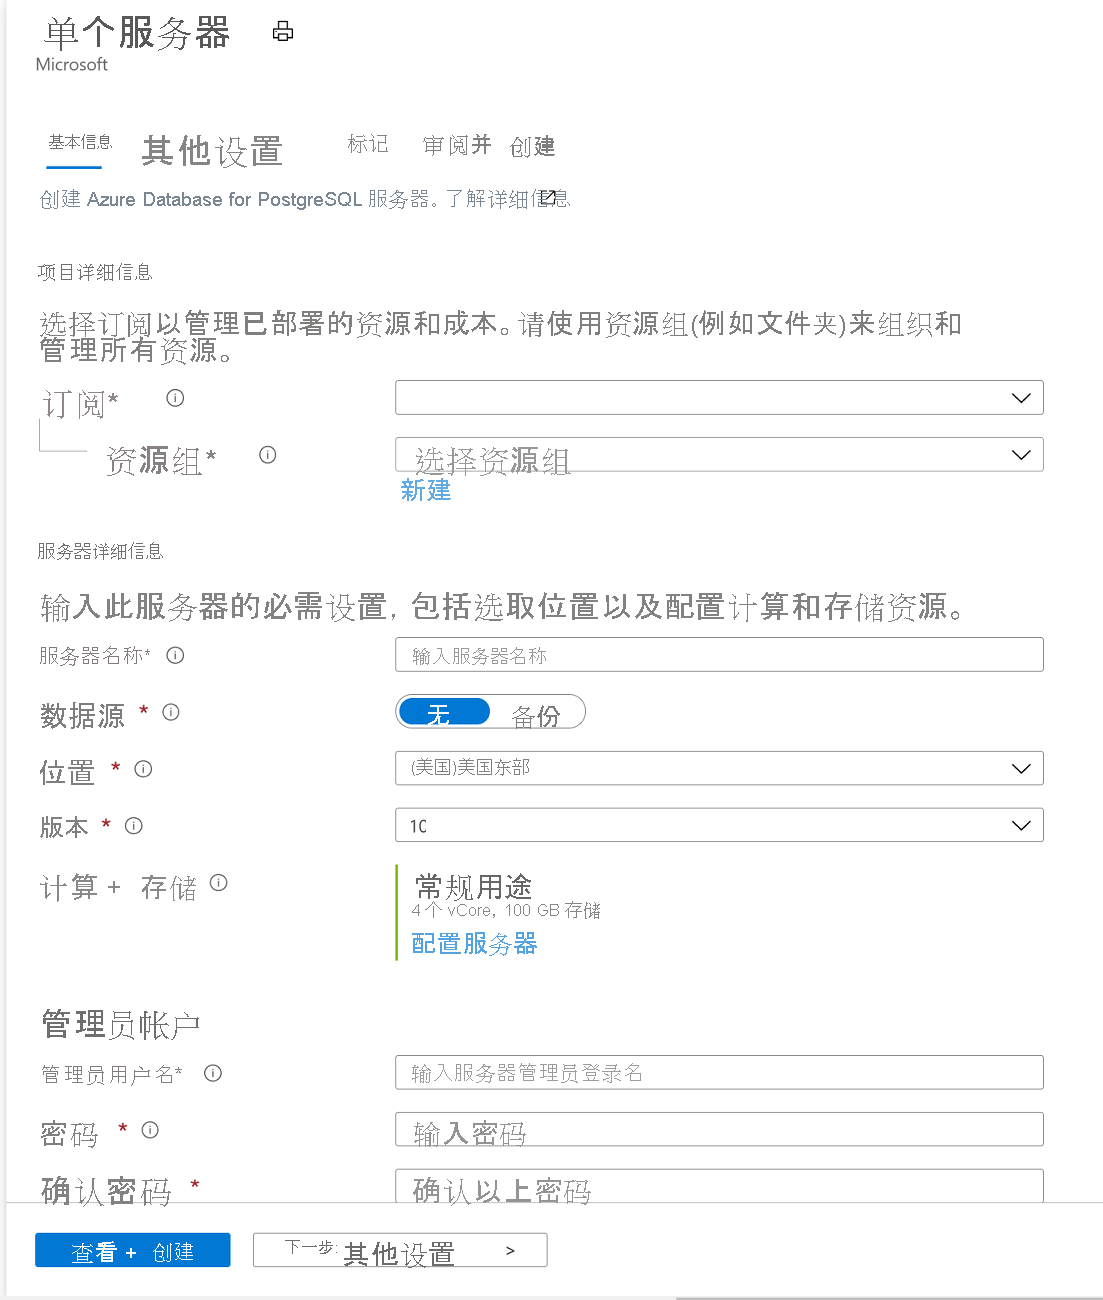 单个服务器
Microsoft
基本信息 其他设置 标记 审阅并 创建
创建 Azure Database for PostgreSQL 服务器。了解详细信息
项目详细信息
选择订阅以管理已部署的资源和成本。请使用资源组(例如文件夹)来组织和
管理所有资源。
订阅*
资源组* 选择资源组
新建
服务器详细信息
输入此服务器的必需设置, 包括选取位置以及配置计算和存储资源。
服务器名称* 输入服务器名称
数据源 * 无 备份
位置 * (美国)美国东部
版本 * 10
计算 + 存储 常规用途
4 个 vCore, 100 GB 存储
配置服务器
管理员帐户
管理员用户名* 输入服务器管理员登录名
密码 * 输入密码
确认密码 * 确认以上密码
查看 + 创建 下一步: 其他设置 >